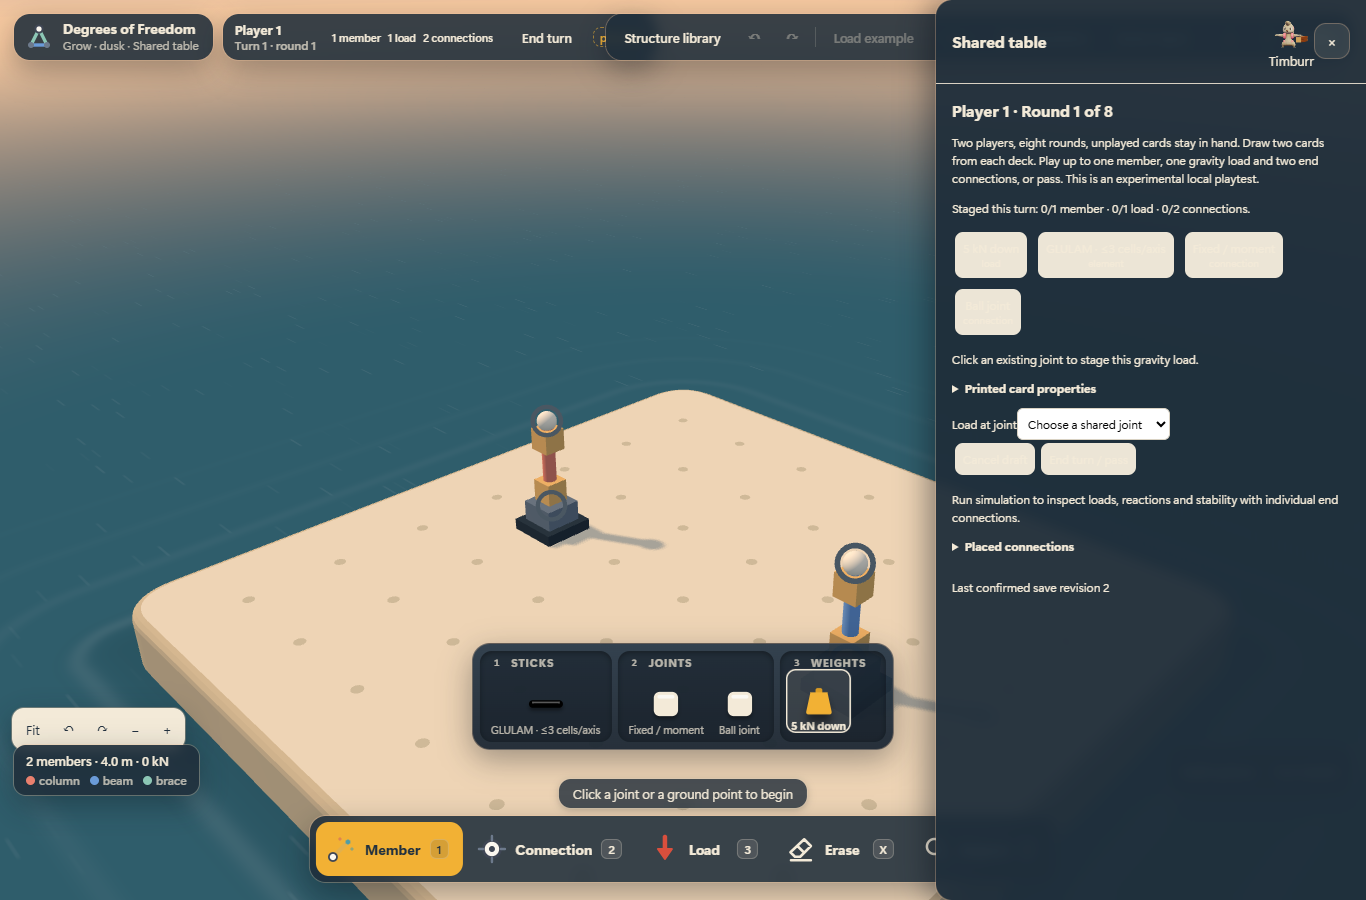 Degrees of Freedom
Grow · dusk · Shared table
Player 1
Turn 1 · round 1
1 member 1 load 2 connections
End turn
Structure library
Load example
Shared table
Timburr
×
Player 1 · Round 1 of 8
Two players, eight rounds, unplayed cards stay in hand. Draw two cards
from each deck. Play up to one member, one gravity load and two end
connections, or pass. This is an experimental local playtest.
Staged this turn: 0/1 member · 0/1 load · 0/2 connections.
Click an existing joint to stage this gravity load.
Printed card properties
Load at joint
Choose a shared joint
Cancel draft
End turn / pass
Run simulation to inspect loads, reactions and stability with individual end
connections.
Placed connections
Last confirmed save revision 2
1 STICKS
2 JOINTS
3 WEIGHTS
GLULAM · ≤3 cells/axis
Fixed / moment
Ball joint
5 kN down
Fit
−
+
2 members · 4.0 m · 0 kN
column
beam
brace
Click a joint or a ground point to begin
Member 1
Connection 2
Load 3
Erase X